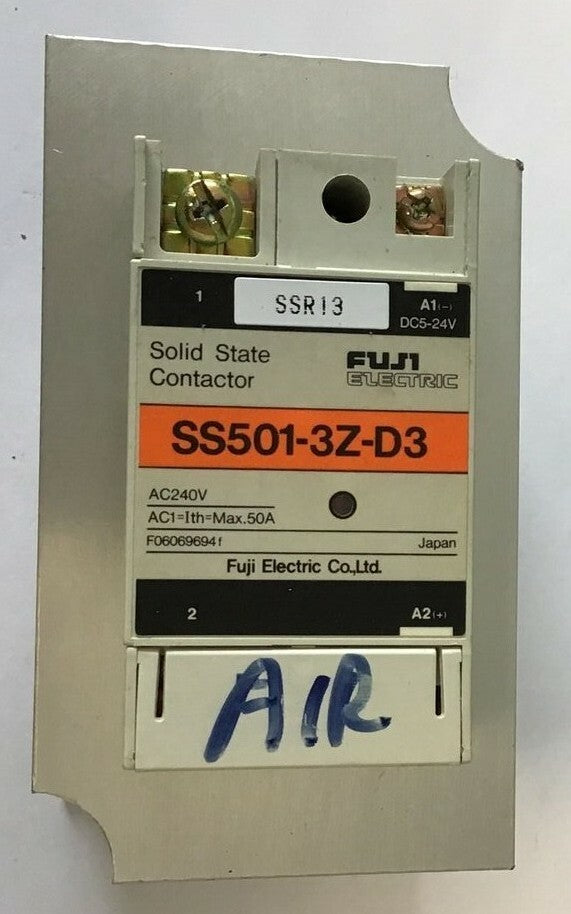 1 SSR13 A1(-)
DC5-24V
Solid State FUJI
Contactor ELECTRIC
SS501-3Z-D3
AC240V
AC1=Ith=Max.50A
F06069694f Japan
Fuji Electric Co.,Ltd.
2 A2(+)
AIR